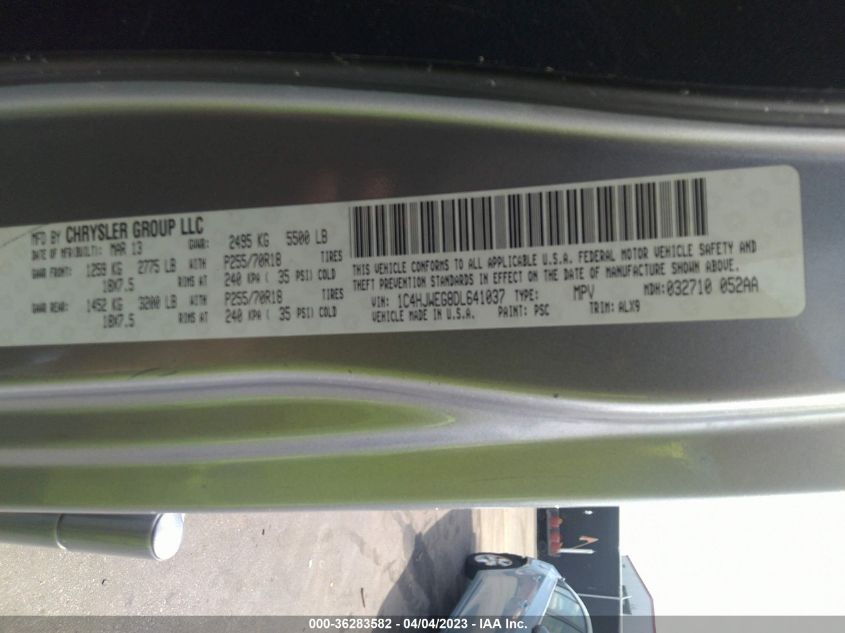 MFD BY CHRYSLER GROUP LLC
DATE OF MFR(BUILT): MAR 13 GVWR: 2495 KG 5500 LB
GAWR FRONT: 1259 KG 2775 LB WITH P255/70R18 TIRES
18X7.5 RIMS AT 240 KPA ( 35 PSI) COLD
GAWR REAR: 1452 KG 3200 LB WITH P255/70R18 TIRES
18X7.5 RIMS AT 240 KPA ( 35 PSI) COLD
THIS VEHICLE CONFORMS TO ALL APPLICABLE U.S.A. FEDERAL MOTOR VEHICLE SAFETY AND
THEFT PREVENTION STANDARDS IN EFFECT ON THE DATE OF MANUFACTURE SHOWN ABOVE.
VIN: 1C4HJWEG8DL641037 TYPE: MPV MDH:032710 052AA
VEHICLE MADE IN U.S.A. PAINT: PSC TRIM: ALX9
000-36283582 - 04/04/2023 - IAA Inc.